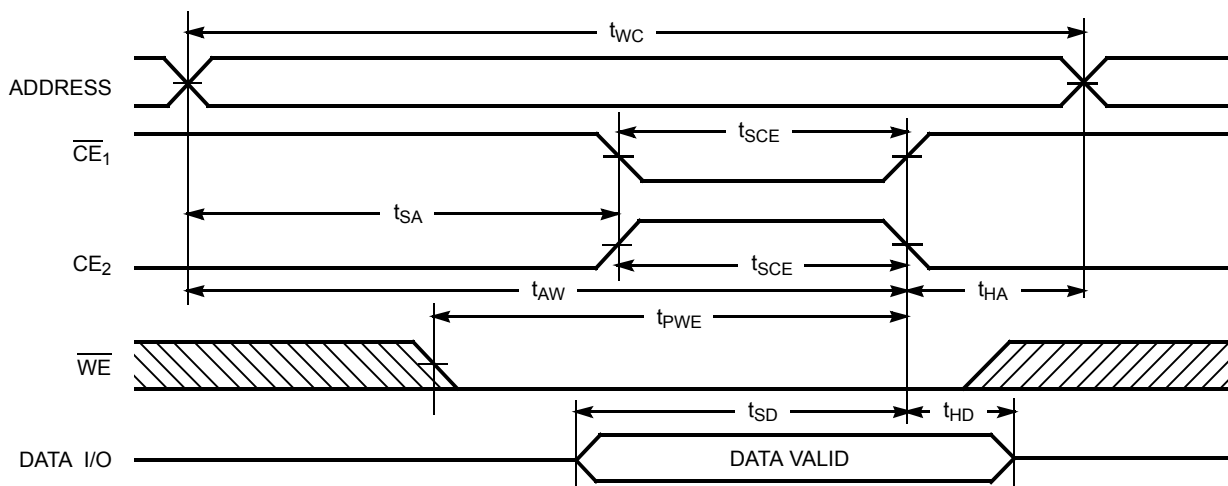 tWC
ADDRESS
CE1
tSCE
tSA
CE2
tSCE
tAW
tHA
tPWE
WE
tSD
tHD
DATA I/O
DATA VALID